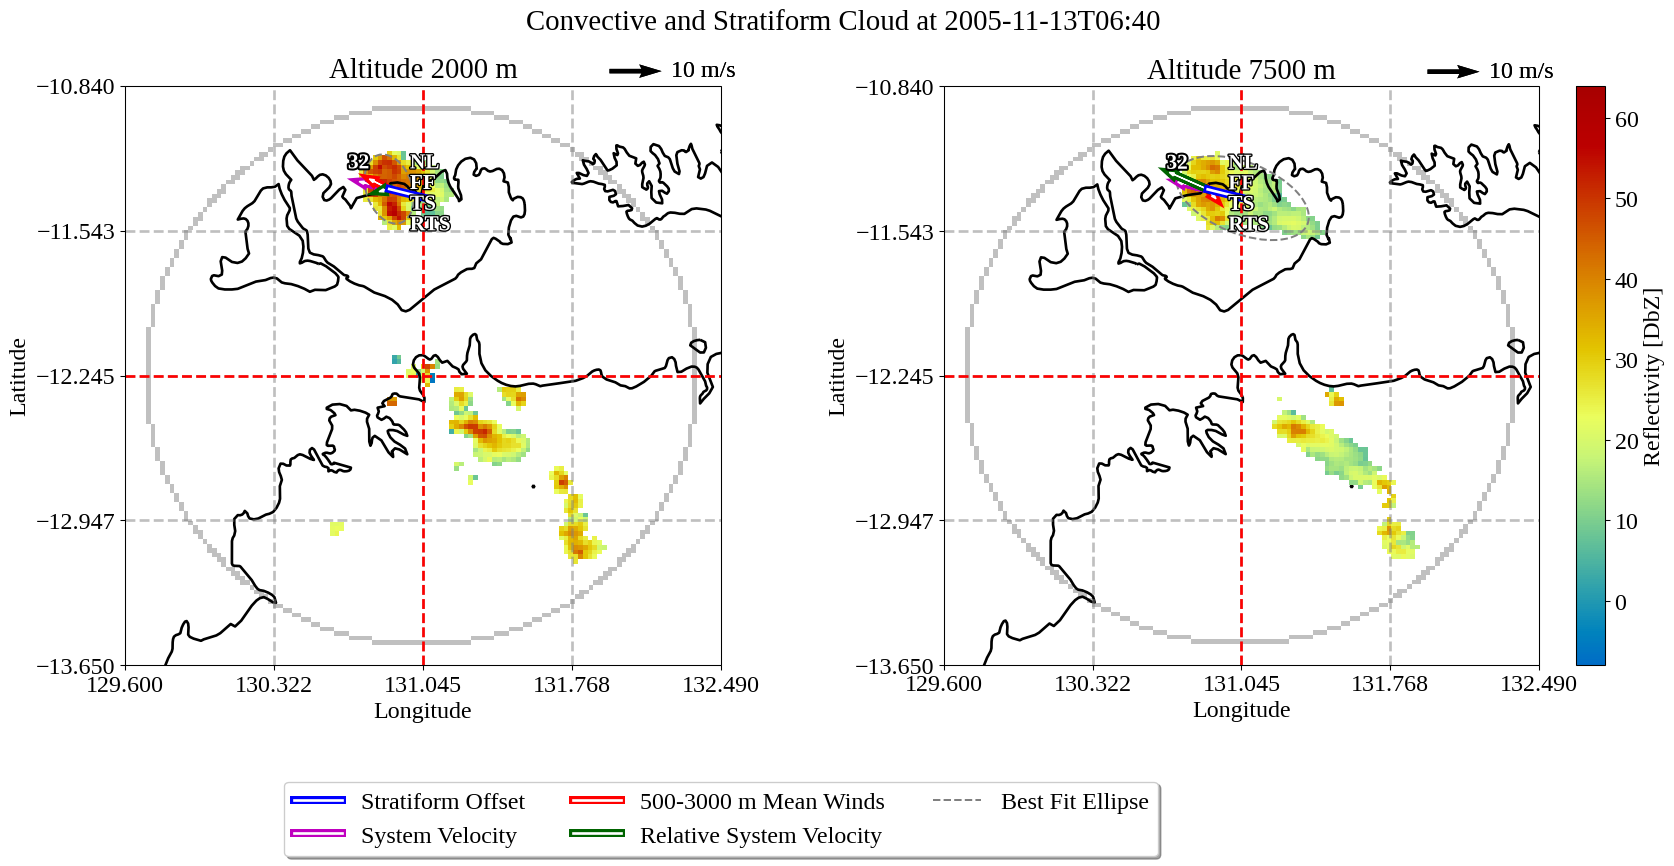 Convective and Stratiform Cloud at 2005-11-13T06:40
Altitude 2000 m
10 m/s
−10.840
−11.543
−12.245
−12.947
−13.650
129.600
130.322
131.045
131.768
132.490
Latitude
Longitude
32
NL
FF
TS
RTS
Altitude 7500 m
10 m/s
−10.840
−11.543
−12.245
−12.947
−13.650
129.600
130.322
131.045
131.768
132.490
Latitude
Longitude
32
NL
FF
TS
RTS
60
50
40
30
20
10
0
Reflectivity [DbZ]
Stratiform Offset
System Velocity
500-3000 m Mean Winds
Relative System Velocity
Best Fit Ellipse